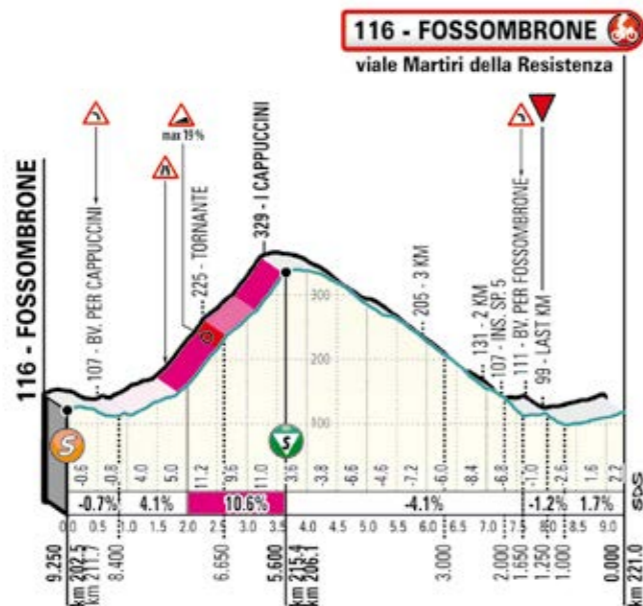 116 - FOSSOMBRONE
viale Martiri della Resistenza
max 19%
116 - FOSSOMBRONE
107 - BV. PER CAPPUCCINI
225 - TORNANTE
329 - I CAPPUCCINI
205 - 3 KM
131 - 2 KM
107 - INS. SP. 5
111 - BV. PER FOSSOMBRONE
99 - LAST KM
300
200
100
S
S
-0.6 -0.8 4.0 5.0 11.2 9.6 11.0 3.6 -3.8 -6.6 -4.6 -7.2 -6.0 -8.4 -6.8 -1.0 -2.6 1.6 2.2
-0.7% 4.1% 10.6% -4.1% -1.2% 1.7%
SDS
0.0 0.5 1.0 1.5 2.0 2.5 3.0 3.5 4.0 4.5 5.0 5.5 6.0 6.5 7.0 7.5 8.0 8.5 9.0
9.250
km 202.5
km 211.7
8.400
6.650
5.600
km 215.4
km 206.1
3.000
2.000
1.650
1.250
1.000
0.000
km 221.0